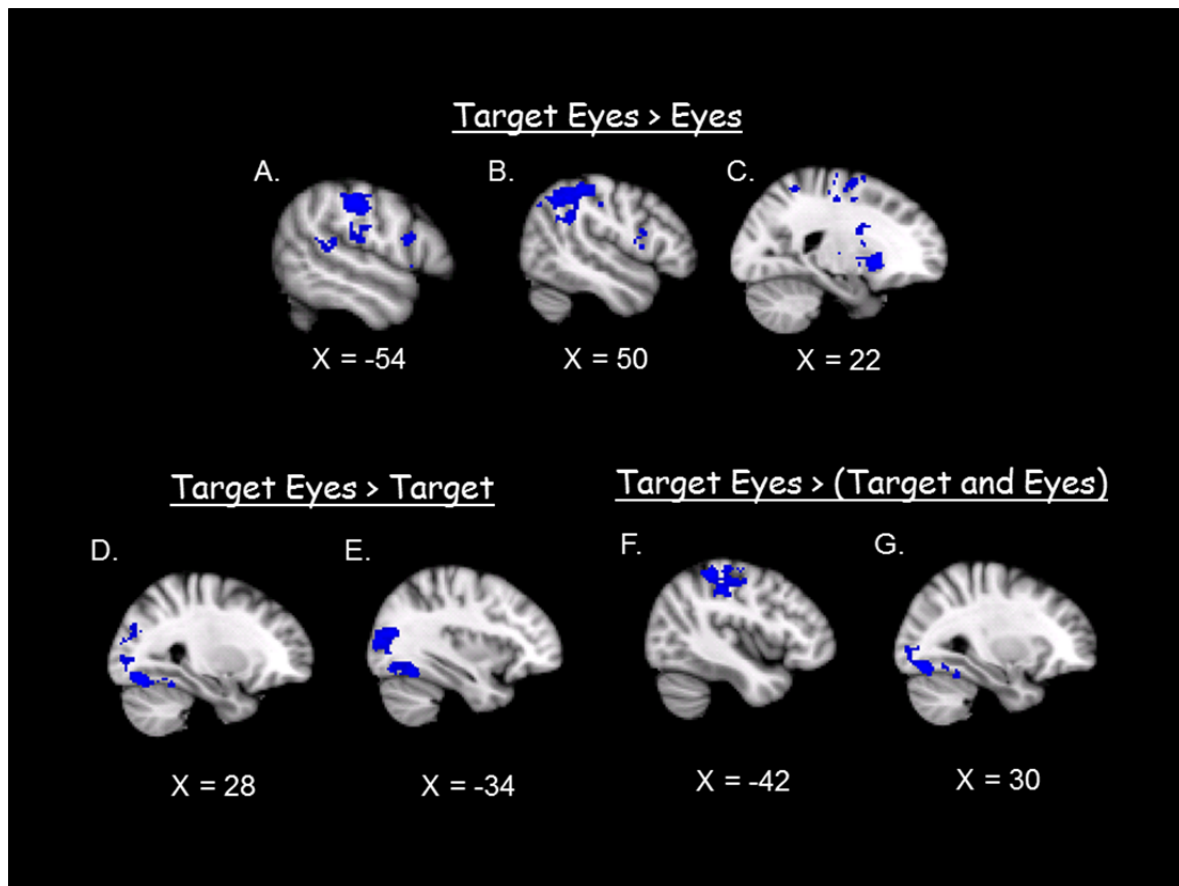 Target Eyes > Eyes
A.
B.
C.
X = -54
X = 50
X = 22
Target Eyes > Target
Target Eyes > (Target and Eyes)
D.
E.
F.
G.
X = 28
X = -34
X = -42
X = 30